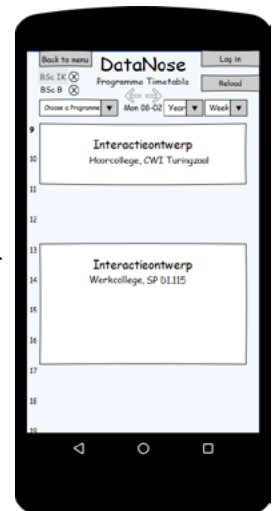 Back to menu DataNose Log in
BSc IK Programme Timetable Reload
BSc B
Choose a Programme Mon 08-02 Year Week
9
Interactieontwerp
10 Hoorcollege, CWI Turingzaal
11
12
13
Interactieontwerp
14 Werkcollege, SP D1.115
15
16
17
18
19